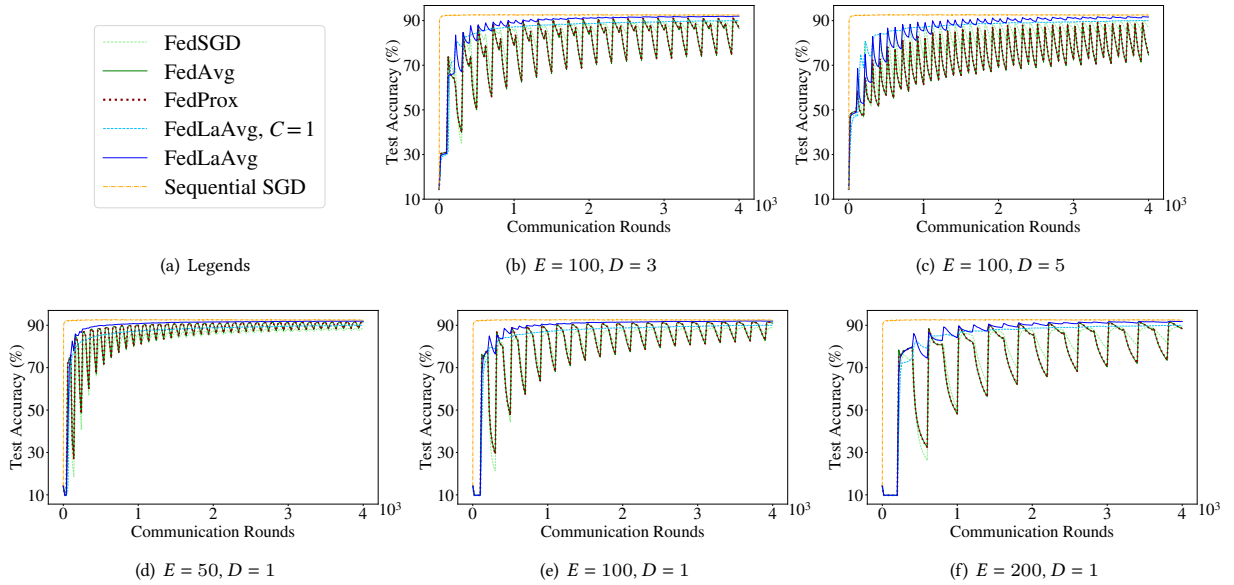 FedSGD
FedAvg
FedProx
FedLaAvg, C = 1
FedLaAvg
Sequential SGD
(a) Legends
Test Accuracy (%)
90
70
50
30
10
0 1 2 3 4
10³
Communication Rounds
(b) E = 100, D = 3
Test Accuracy (%)
90
70
50
30
10
0 1 2 3 4
10³
Communication Rounds
(c) E = 100, D = 5
Test Accuracy (%)
90
70
50
30
10
0 1 2 3 4
10³
Communication Rounds
(d) E = 50, D = 1
Test Accuracy (%)
90
70
50
30
10
0 1 2 3 4
10³
Communication Rounds
(e) E = 100, D = 1
Test Accuracy (%)
90
70
50
30
10
0 1 2 3 4
10³
Communication Rounds
(f) E = 200, D = 1